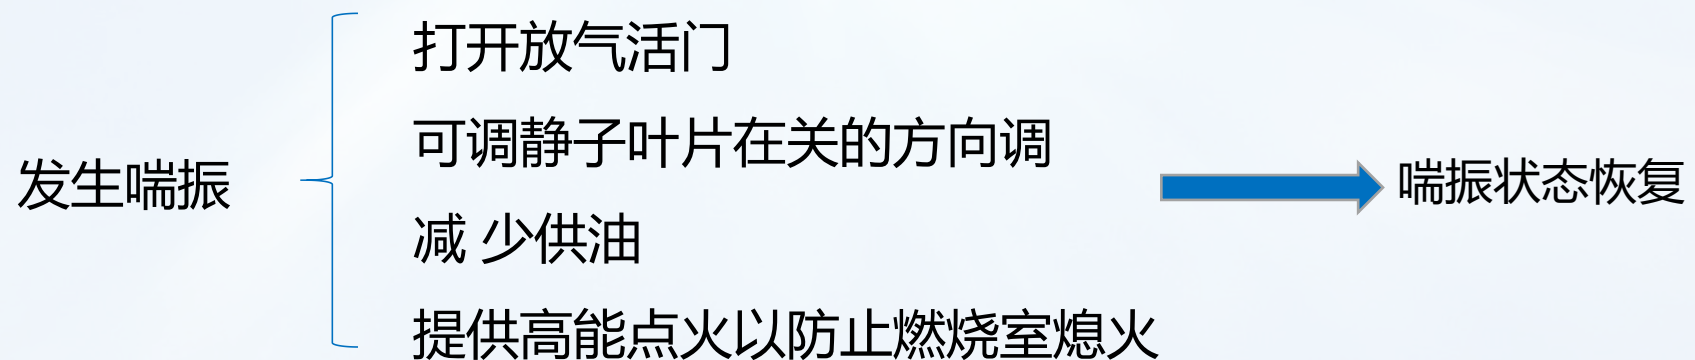 发生喘振
打开放气活门
可调静子叶片在关的方向调
减 少供油
提供高能点火以防止燃烧室熄火
喘振状态恢复